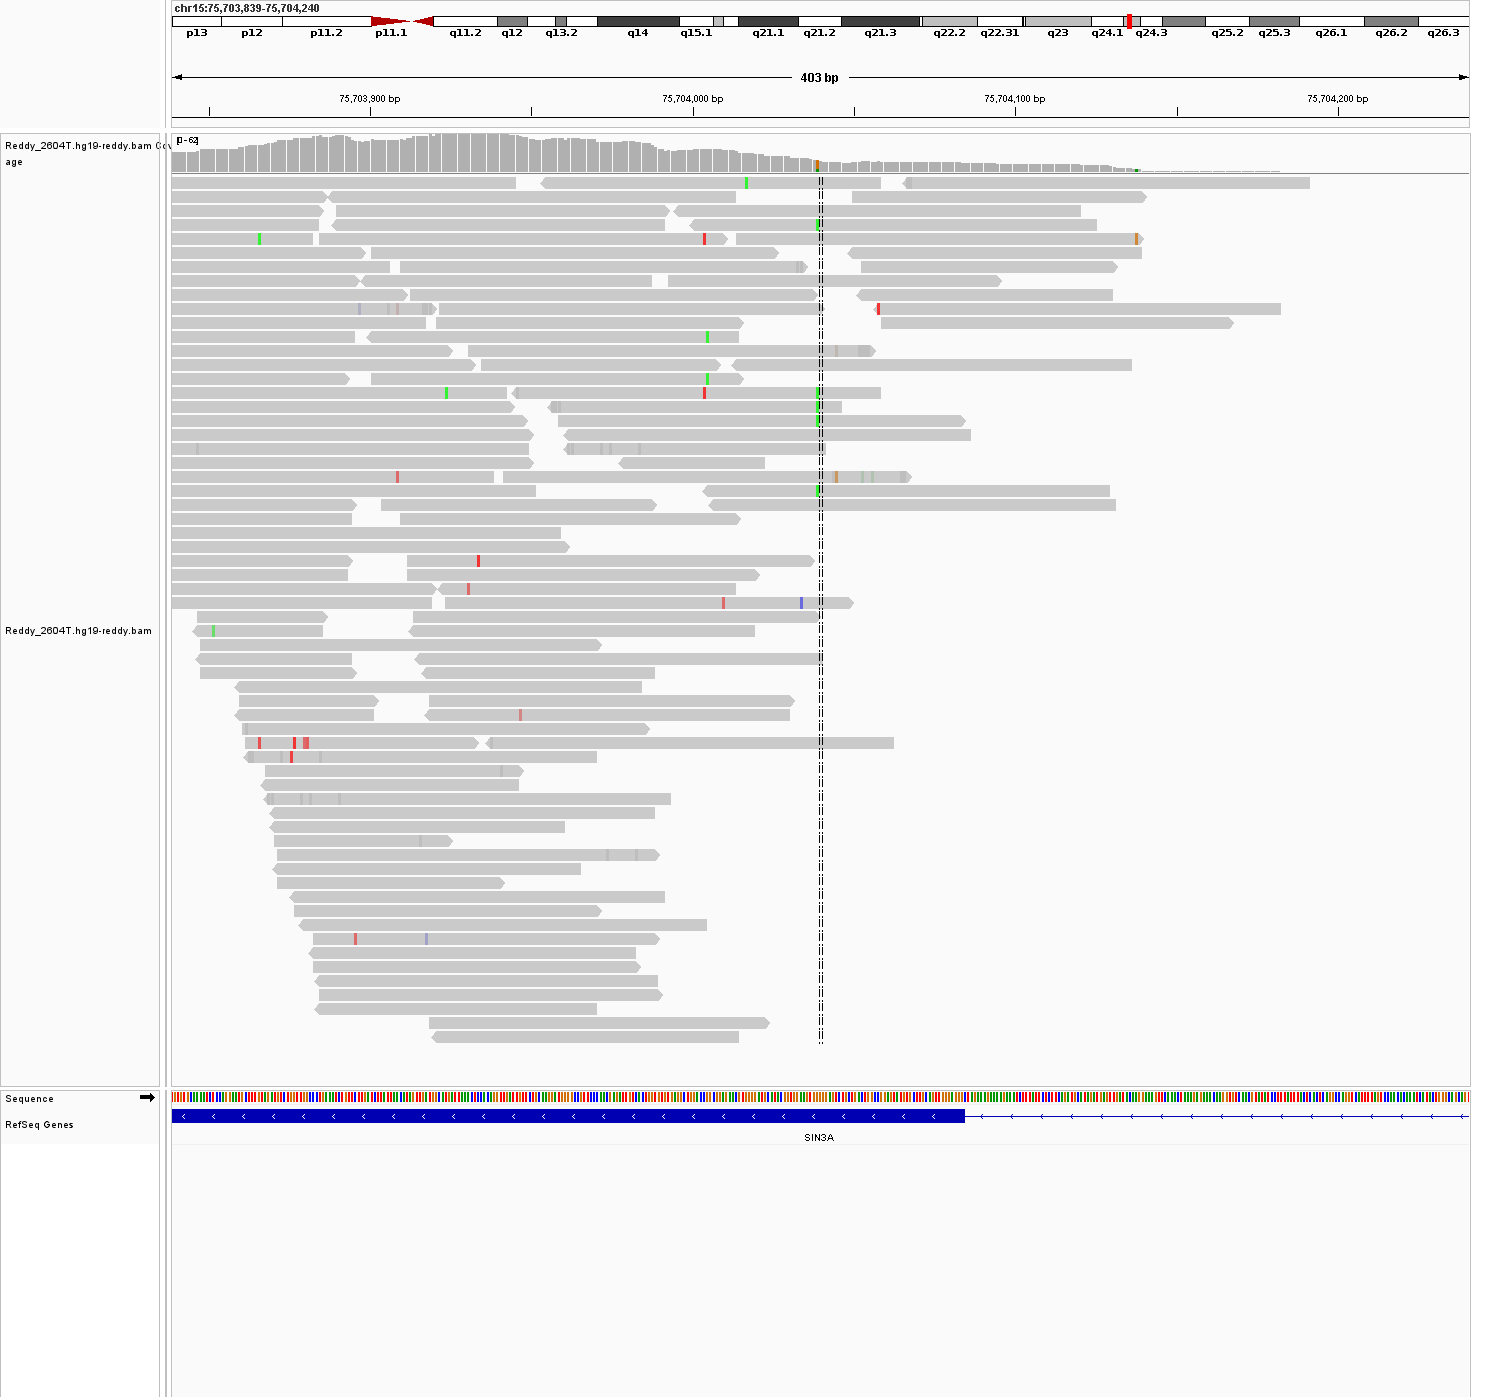 chr15:75,703,839-75,704,240
p13 p12 p11.2 p11.1 q11.2 q12 q13.2 q14 q15.1 q21.1 q21.2 q21.3 q22.2 q22.31 q23 q24.1 q24.3 q25.2 q25.3 q26.1 q26.2 q26.3
403 bp
75,703,900 bp 75,704,000 bp 75,704,100 bp 75,704,200 bp
[0-62]
Reddy_2604T.hg19-reddy.bam Cov
age
Reddy_2604T.hg19-reddy.bam
Sequence
RefSeq Genes
SIN3A